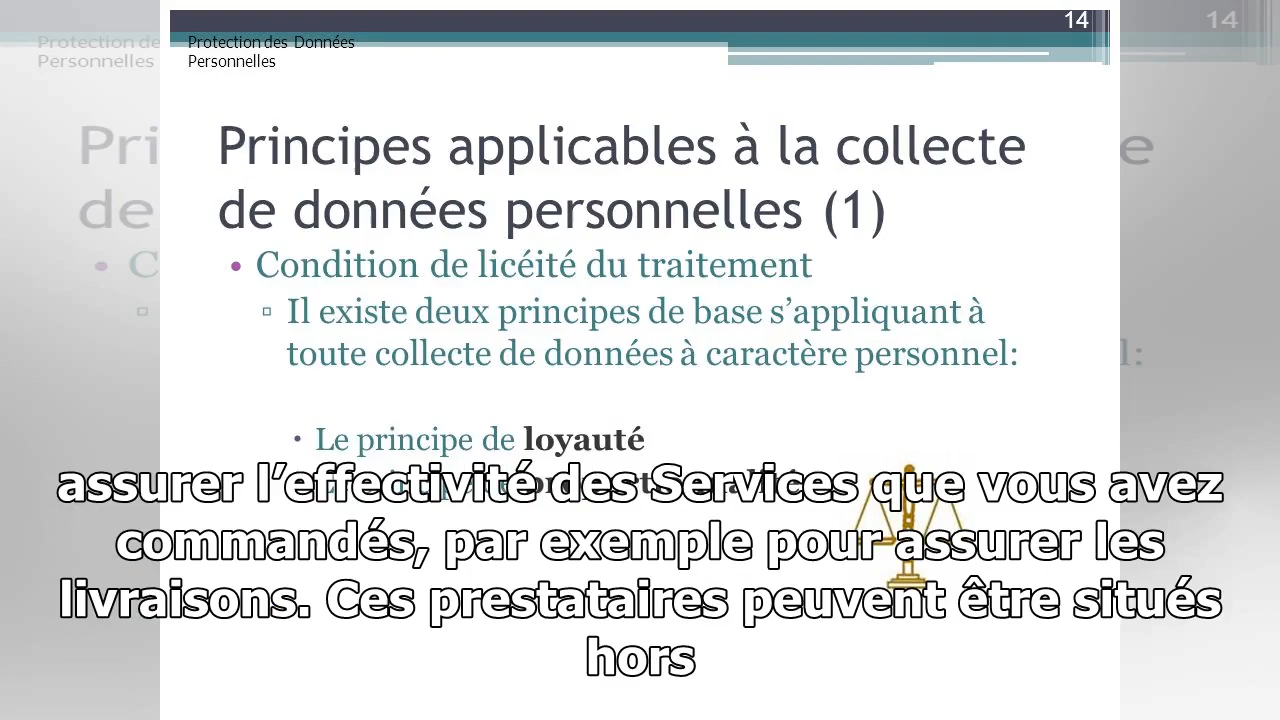 14
Protection des Données
Personnelles
Principes applicables à la collecte
de données personnelles (1)
• Condition de licéité du traitement
▫ Il existe deux principes de base s’appliquant à
toute collecte de données à caractère personnel:
• Le principe de loyauté
assurer l’effectivité des Services que vous avez
commandés, par exemple pour assurer les
livraisons. Ces prestataires peuvent être situés
hors